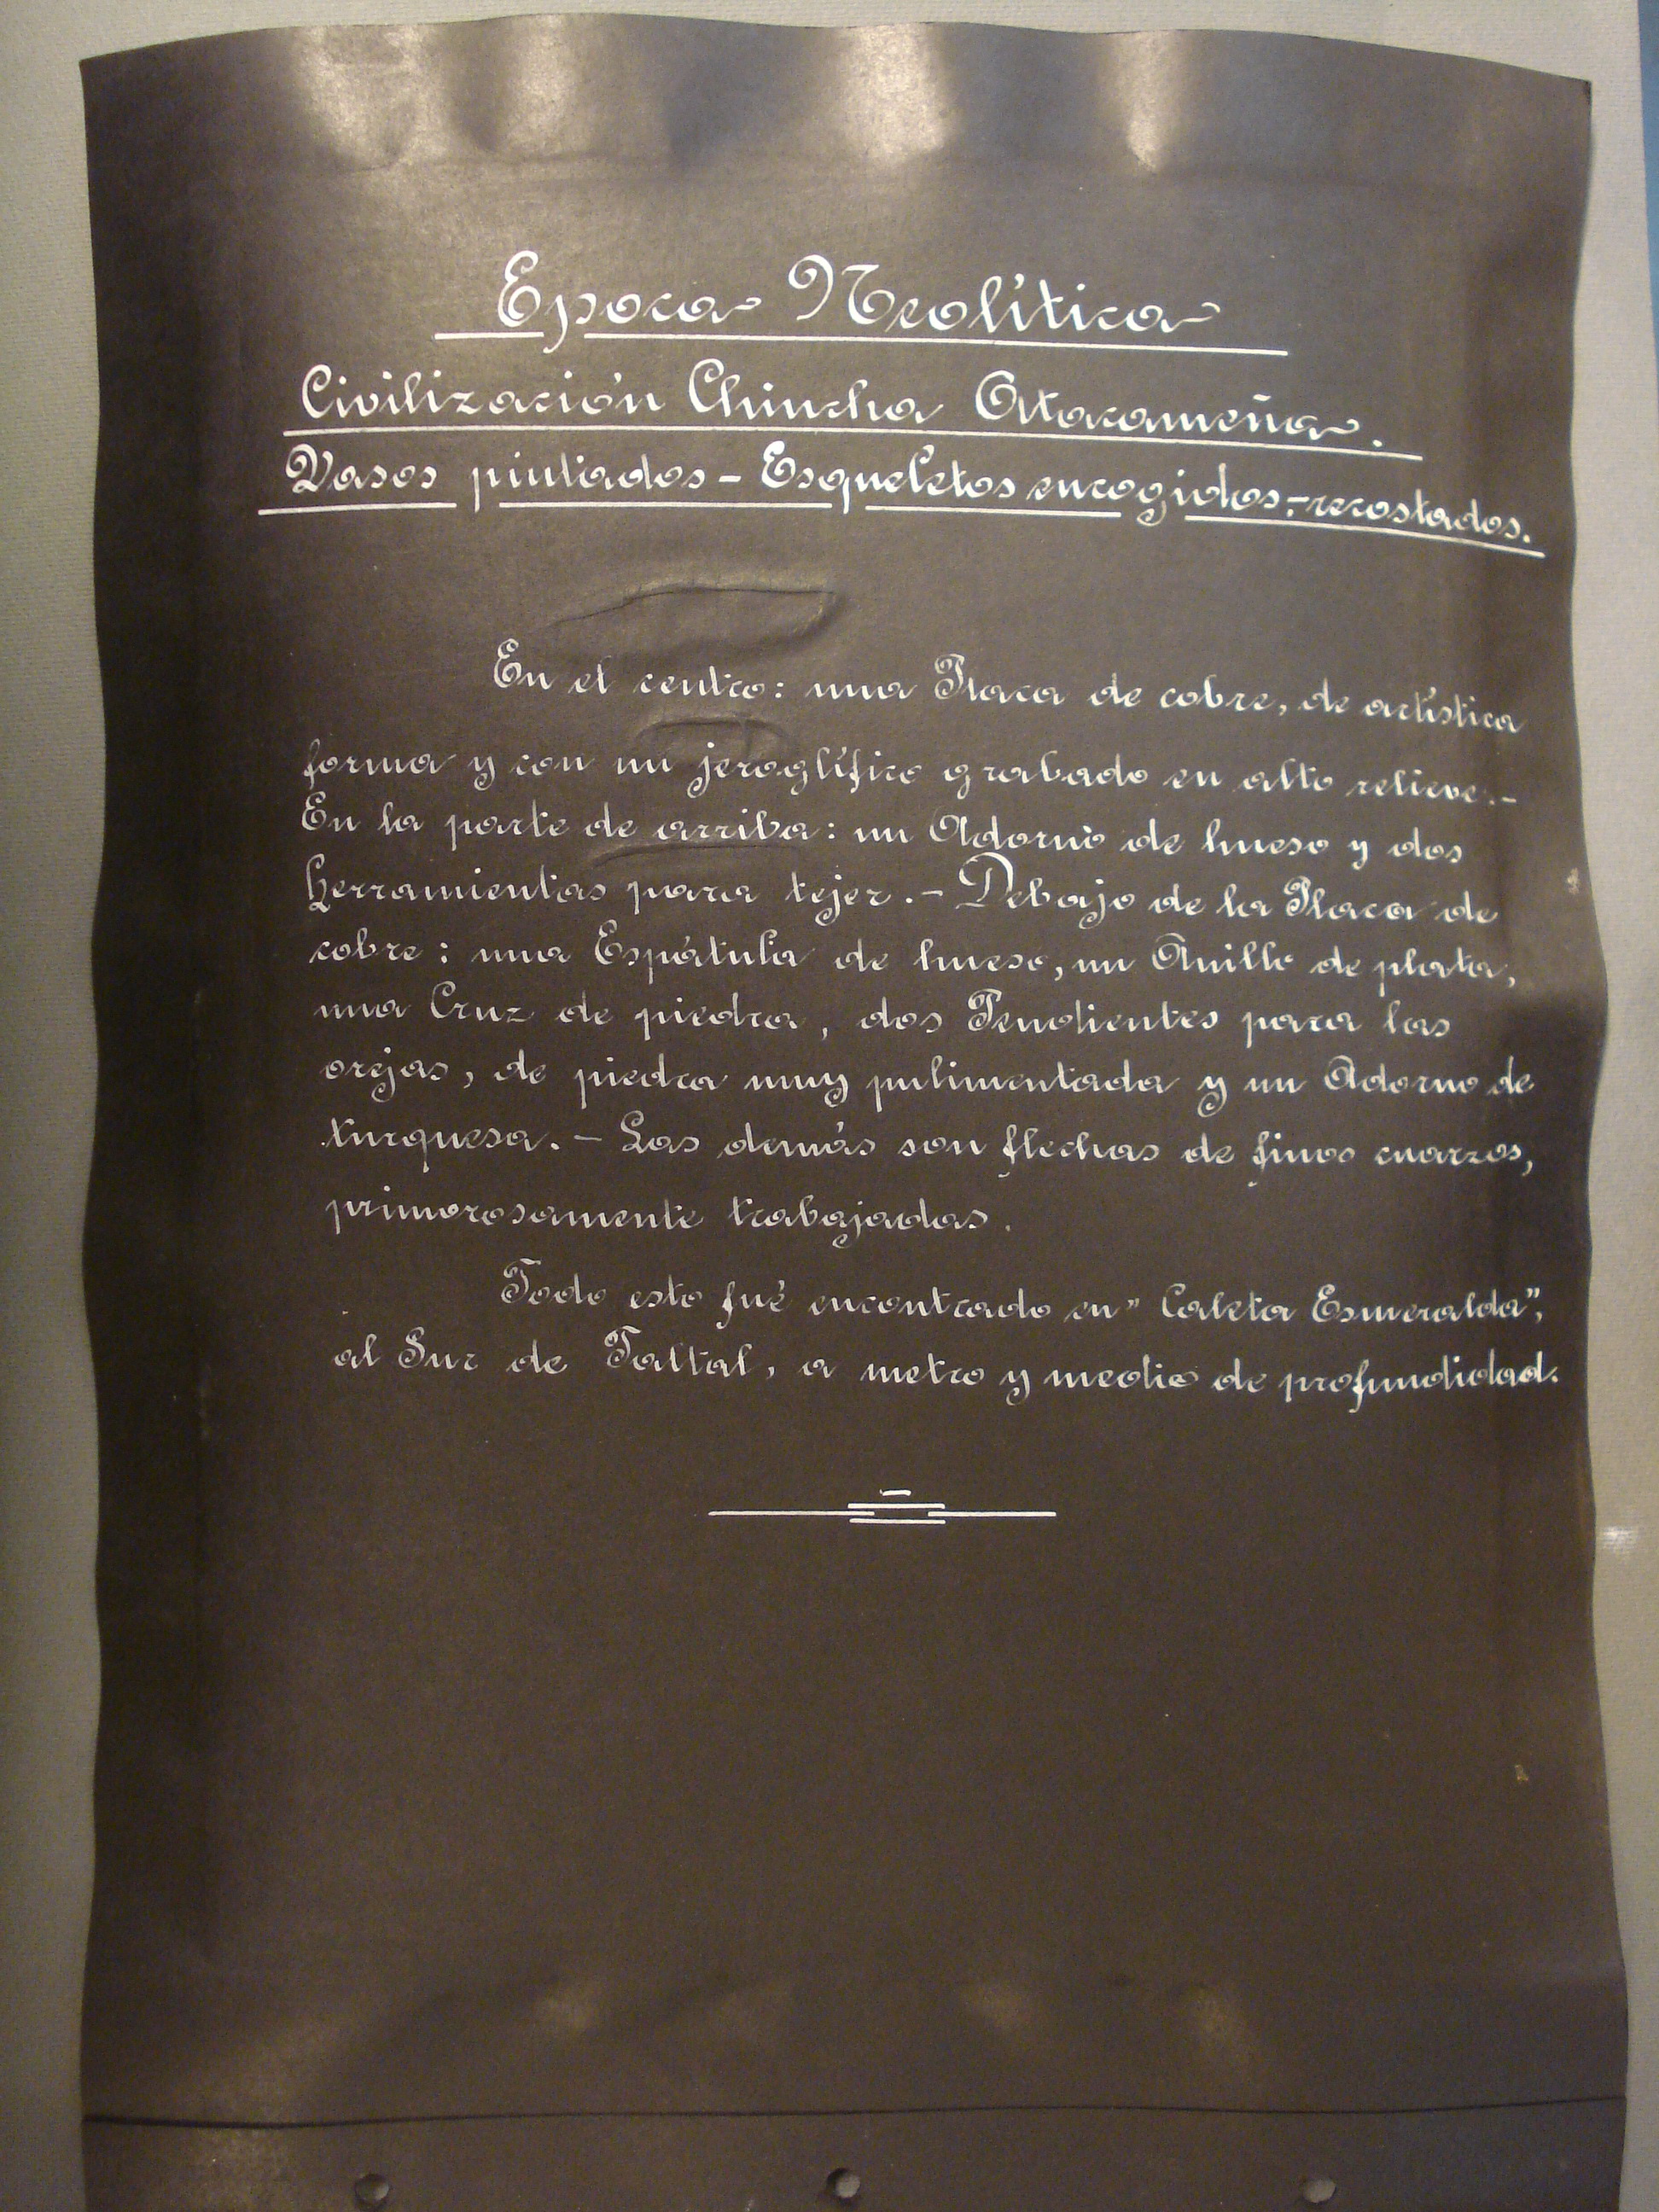 Epoca Neolítica
Civilización Chincha Atacameña.
Vasos pintados - Esqueletos encogidos - recostados.
En el centro: una Placa de cobre, de artística
forma y con un jeroglífico grabado en alto relieve.-
En la parte de arriba: un Adorno de hueso y dos
herramientas para tejer.- Debajo de la Placa de
cobre: una Espátula de hueso, un Anillo de plata,
una Cruz de piedra, dos Pendientes para las
orejas, de piedra muy pulimentada y un Adorno de
turquesa.- Las demás son flechas de finos cuarzos,
primorosamente trabajadas.
Todo esto fué encontrado en "Caleta Esmeralda",
al Sur de Taltal, a metro y medio de profundidad.